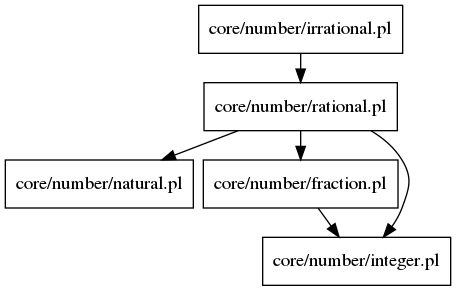 core/number/irrational.pl
core/number/rational.pl
core/number/natural.pl
core/number/fraction.pl
core/number/integer.pl